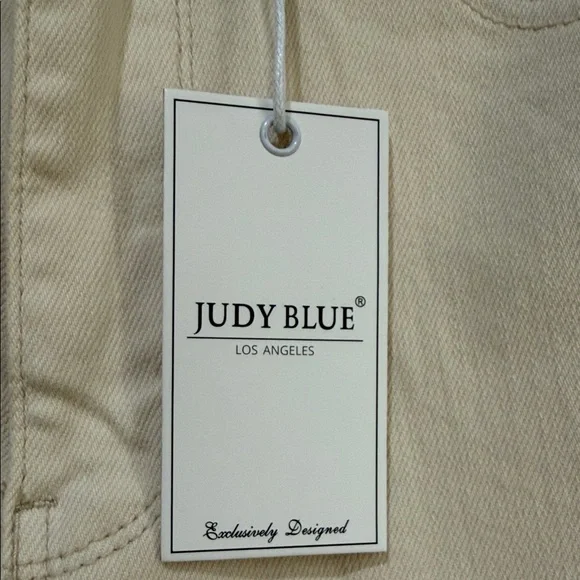 JUDY BLUE®
LOS ANGELES
Exclusively Designed